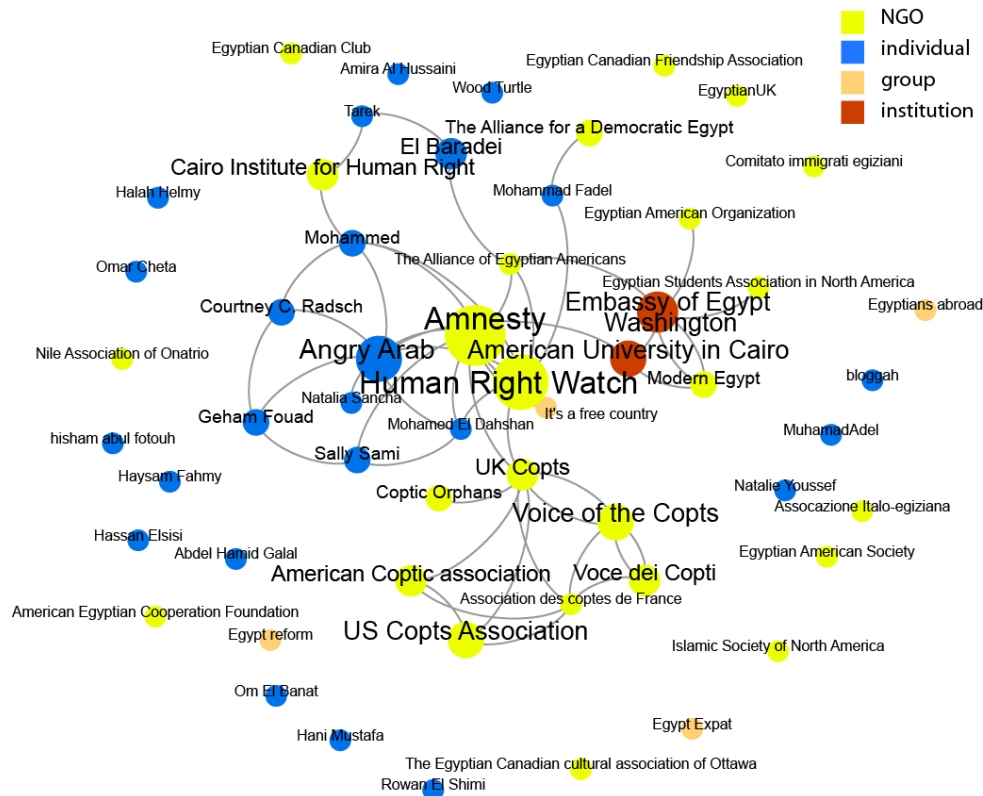 NGO
individual
group
institution
Egyptian Canadian Club
Amira Al Hussaini
Egyptian Canadian Friendship Association
Wood Turtle
EgyptianUK
Tarek
The Alliance for a Democratic Egypt
El Baradei
Cairo Institute for Human Right
Comitato immigrati egiziani
Halah Helmy
Mohammad Fadel
Egyptian American Organization
Mohammed
The Alliance of Egyptian Americans
Omar Cheta
Egyptian Students Association in North America
Embassy of Egypt
Washington
Egyptians abroad
Courtney C. Radsch
Amnesty
Angry Arab
American University in Cairo
Nile Association of Onatrio
Human Right Watch
Modern Egypt
bloggah
Natalia Sancha
It's a free country
Geham Fouad
Mohamed El Dahshan
MuhamadAdel
hisham abul fotouh
Sally Sami
UK Copts
Haysam Fahmy
Natalie Youssef
Coptic Orphans
Assocazione Italo-egiziana
Voice of the Copts
Hassan Elsisi
Abdel Hamid Galal
Egyptian American Society
American Coptic association
Voce dei Copti
Association des coptes de France
American Egyptian Cooperation Foundation
Egypt reform
US Copts Association
Islamic Society of North America
Om El Banat
Egypt Expat
Hani Mustafa
The Egyptian Canadian cultural association of Ottawa
Rowan El Shimi